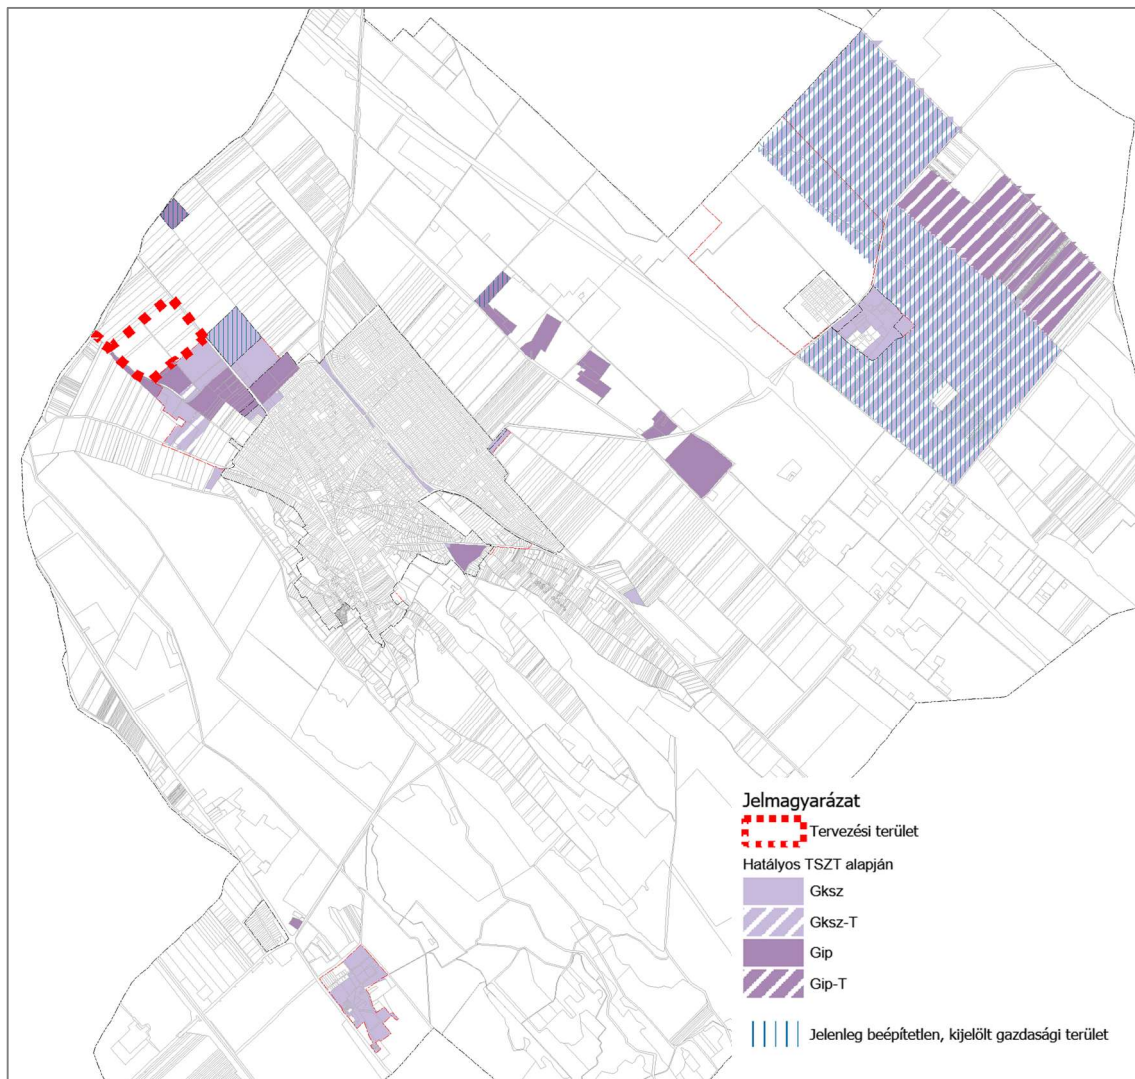 Jelmagyarázat
Tervezési terület
Hatályos TSZT alapján
Gksz
Gksz-T
Gip
Gip-T
Jelenleg beépítetlen, kijelölt gazdasági terület